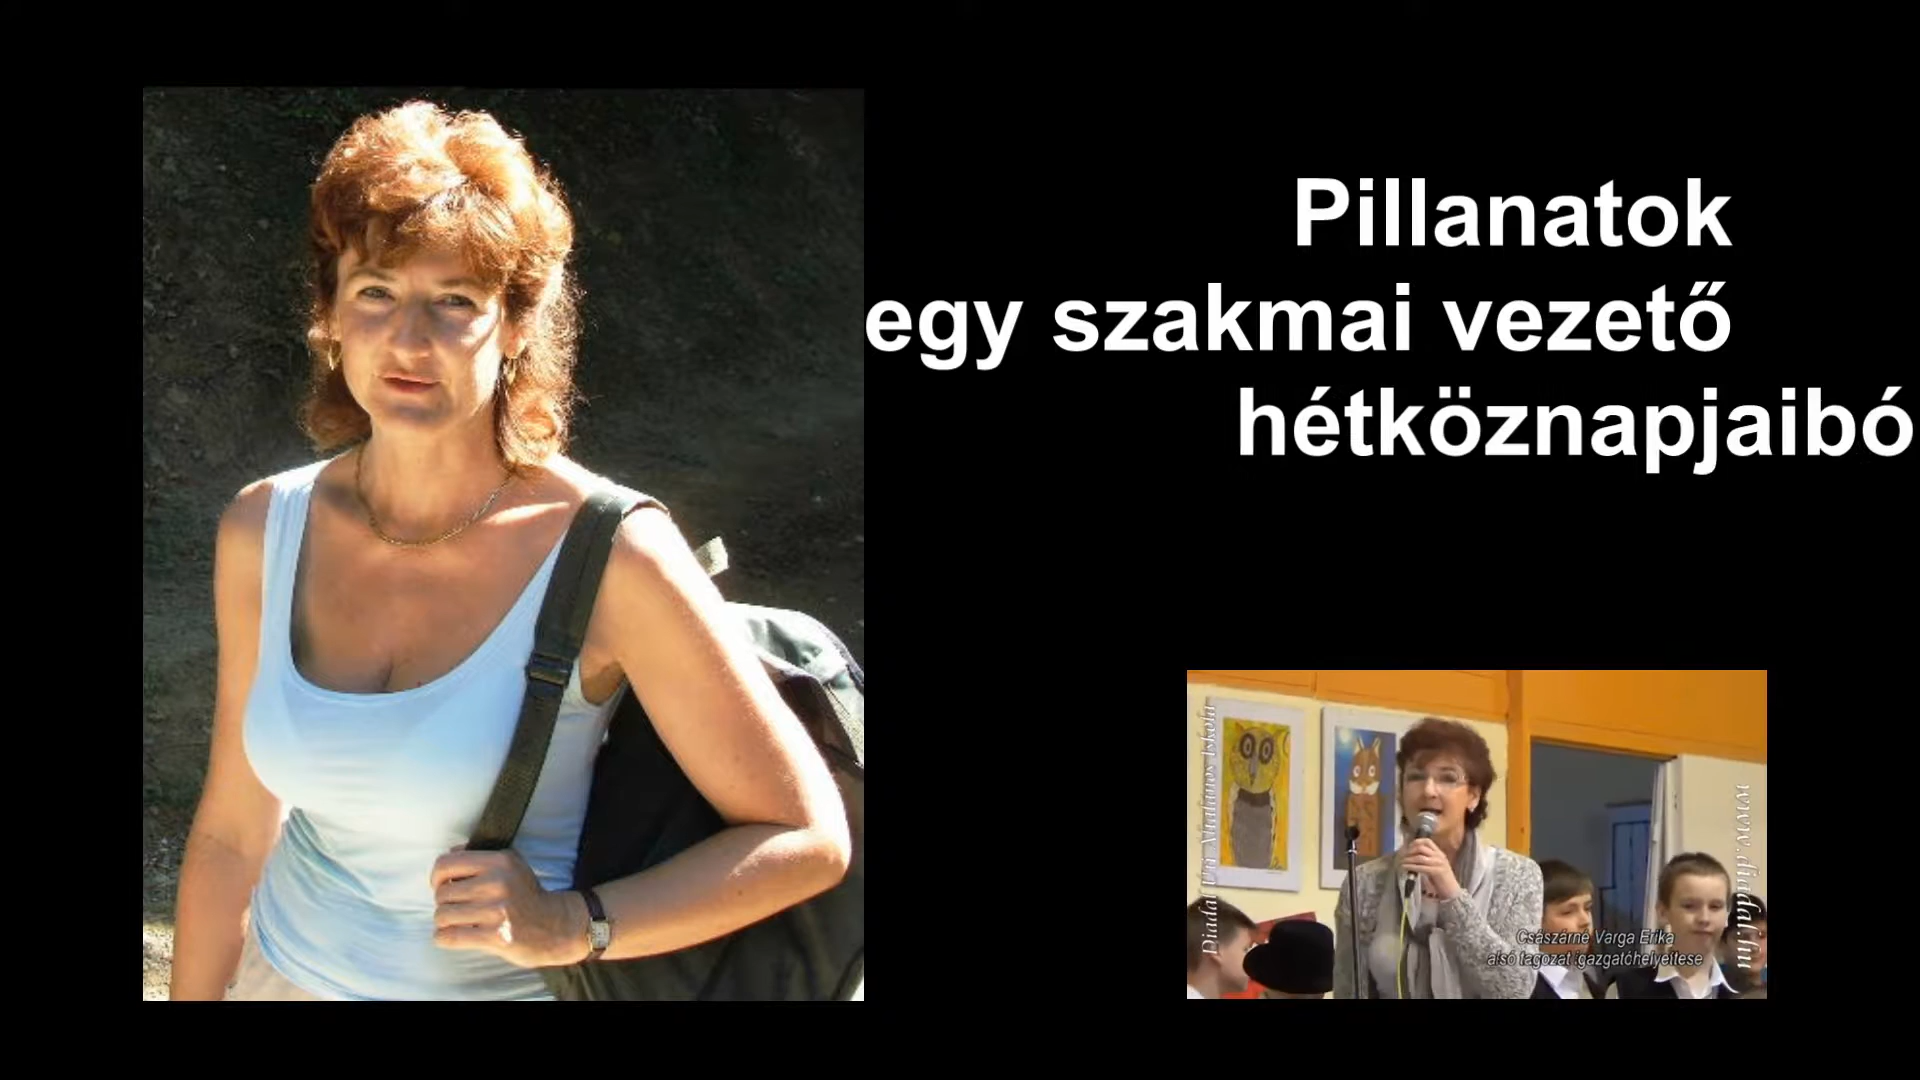 Pillanatok
egy szakmai vezető
hétköznapjaibó
Diadal Úti Általános Iskola
www.diadal.hu
Császárné Varga Erika
alsó tagozat igazgatóhelyettese